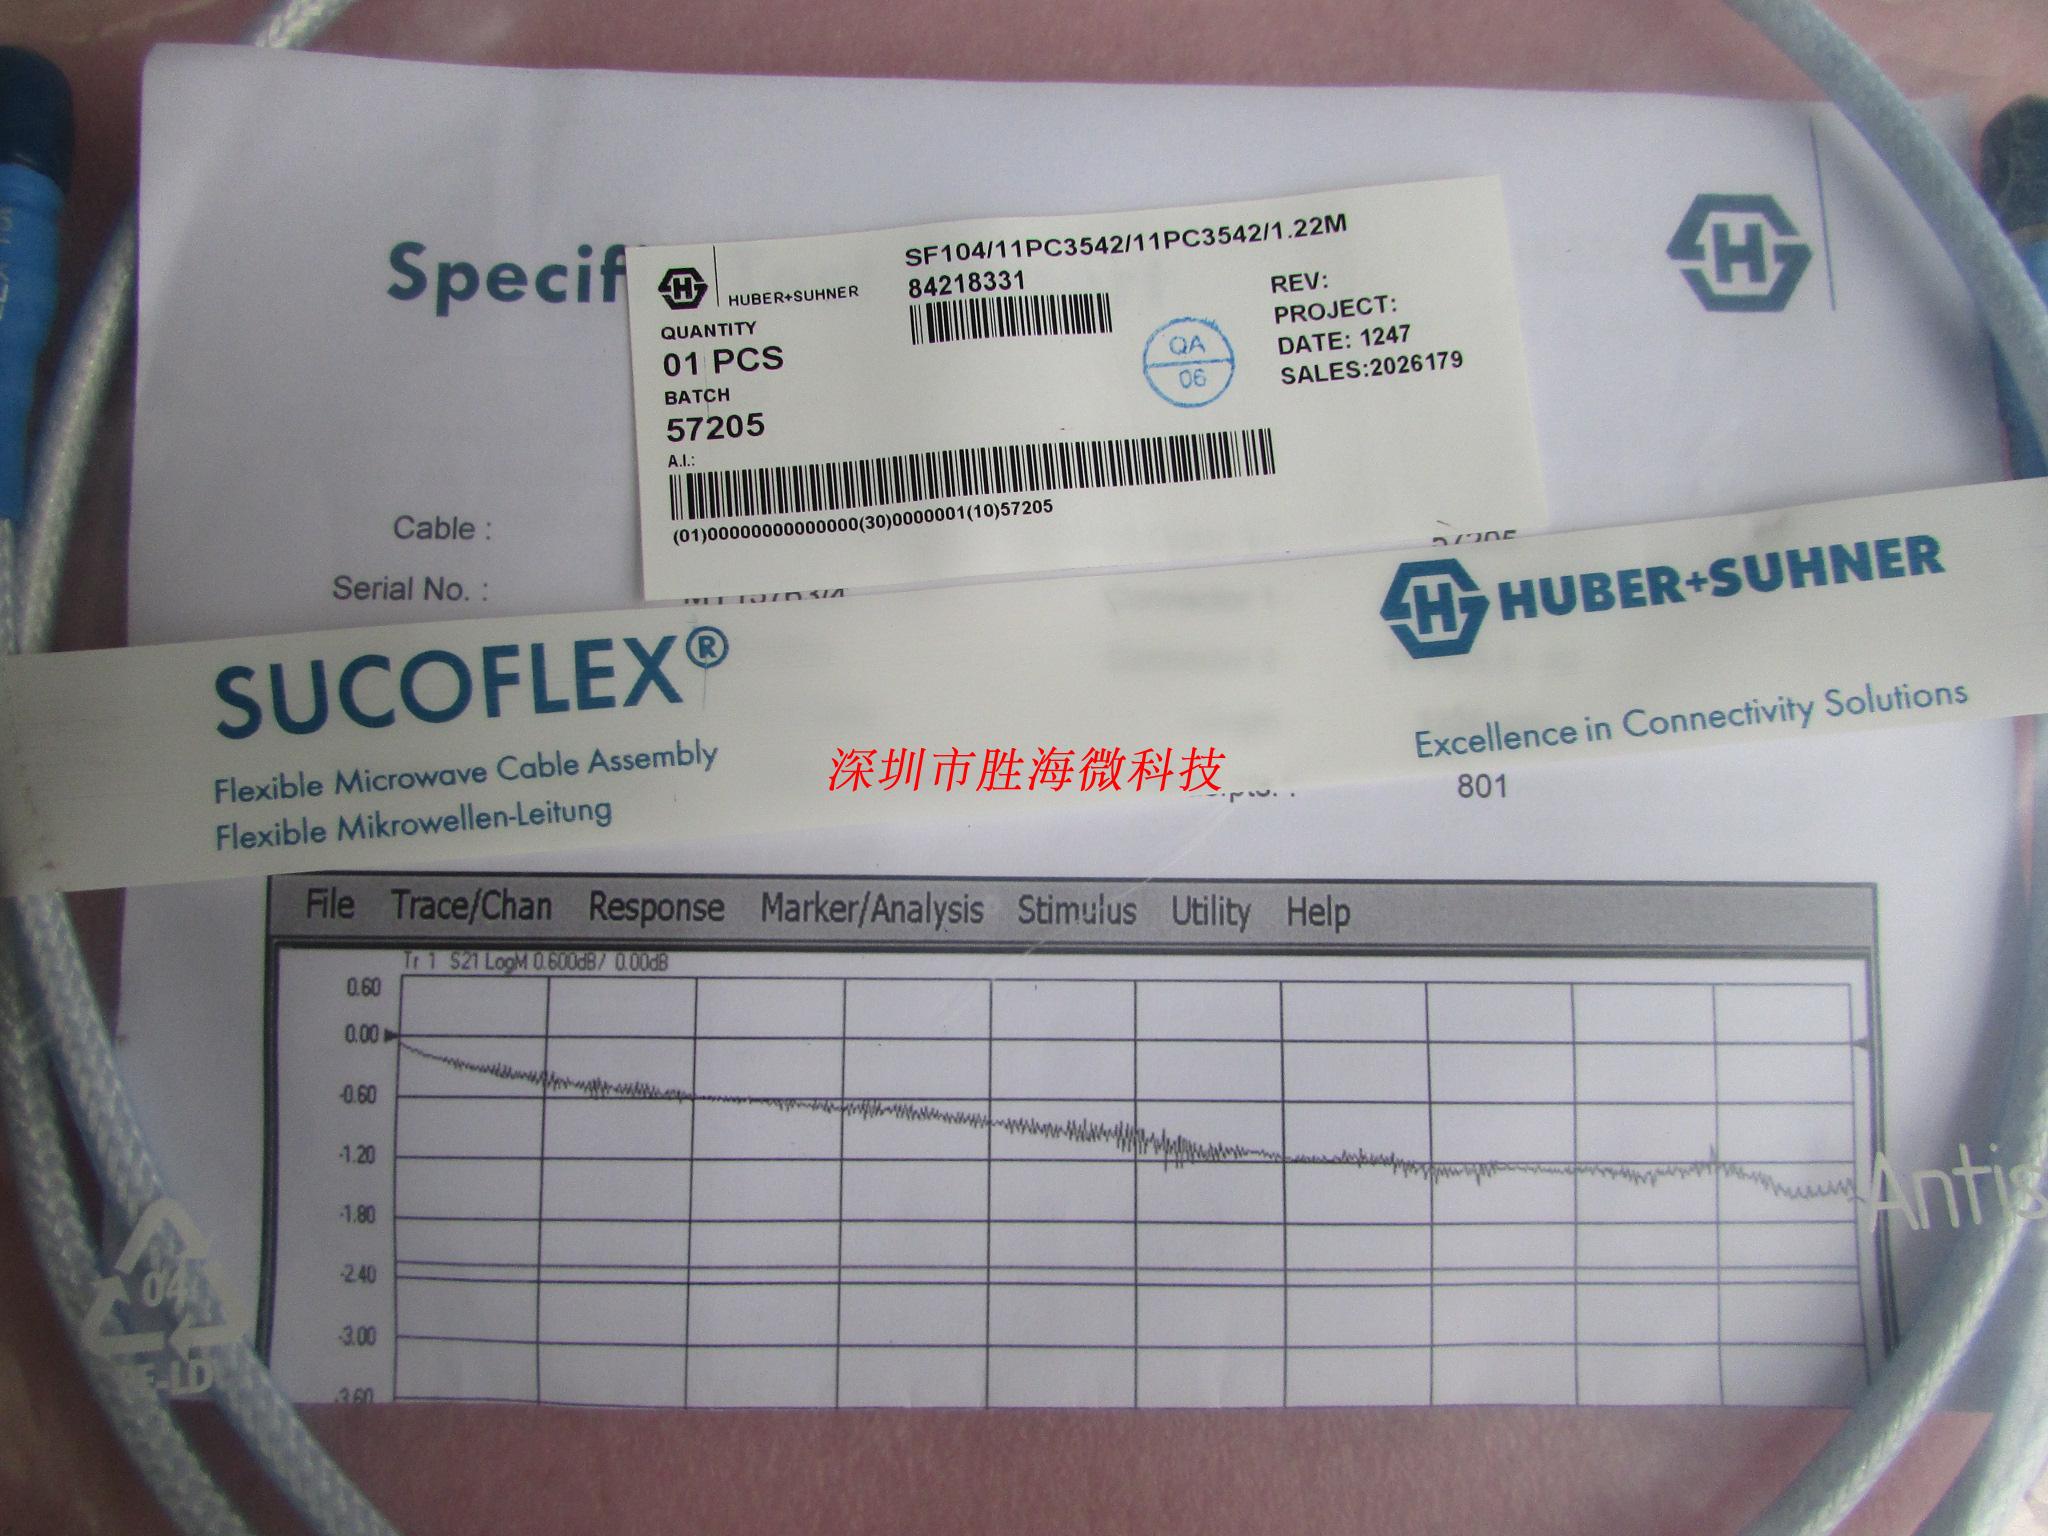 HUBER+SUHNER
SF104/11PC3542/11PC3542/1.22M
84218331
QUANTITY
01 PCS
BATCH
57205
QA
06
REV:
PROJECT:
DATE: 1247
SALES:2026179
A.I.:
(01)00000000000000(30)0000001(10)57205
Cable :
57205
Serial No. :
SUCOFLEX®
Flexible Microwave Cable Assembly
Flexible Mikrowellen-Leitung
HUBER+SUHNER
Excellence in Connectivity Solutions
深圳市胜海微科技
801
File Trace/Chan Response Marker/Analysis Stimulus Utility Help
Tr 1 S21 LogM 0.600dB/ 0.00dB
0.60
0.00
-0.60
-1.20
-1.80
-2.40
-3.00
-3.60
04